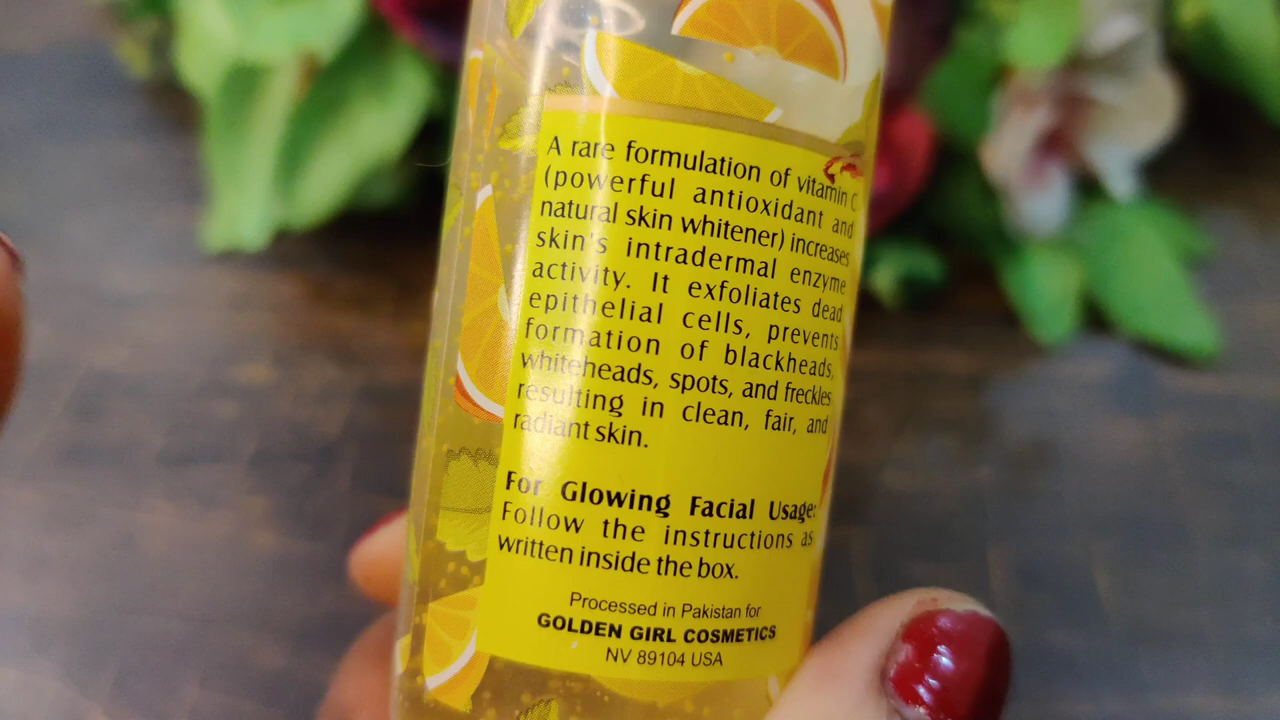 A rare formulation of vitamin C
(powerful antioxidant and
natural skin whitener) increases
skin's intradermal enzyme
activity. It exfoliates dead
epithelial cells, prevents
formation of blackheads,
whiteheads, spots, and freckles
resulting in clean, fair, and
radiant skin.
For Glowing Facial Usage:
Follow the instructions as
written inside the box.
Processed in Pakistan for
GOLDEN GIRL COSMETICS
NV 89104 USA